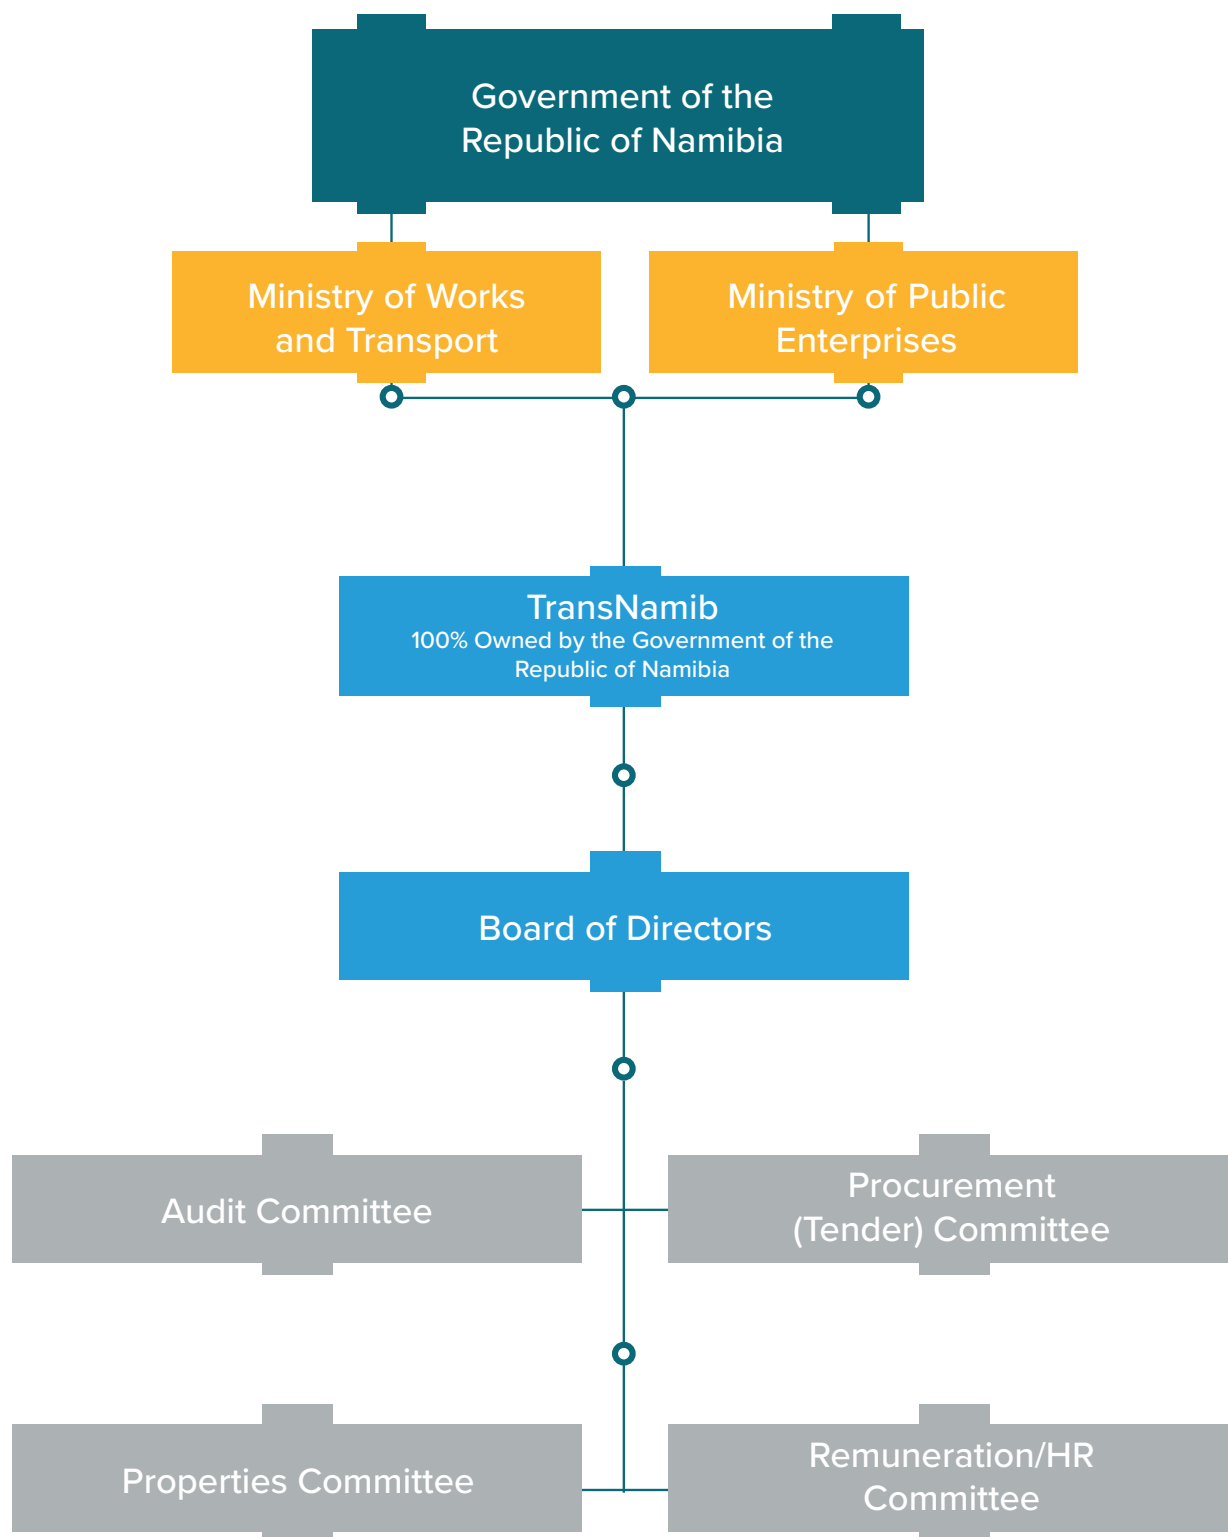 Government of the
Republic of Namibia
Ministry of Works
and Transport
Ministry of Public
Enterprises
TransNamib
100% Owned by the Government of the
Republic of Namibia
Board of Directors
Audit Committee
Procurement
(Tender) Committee
Properties Committee
Remuneration/HR
Committee